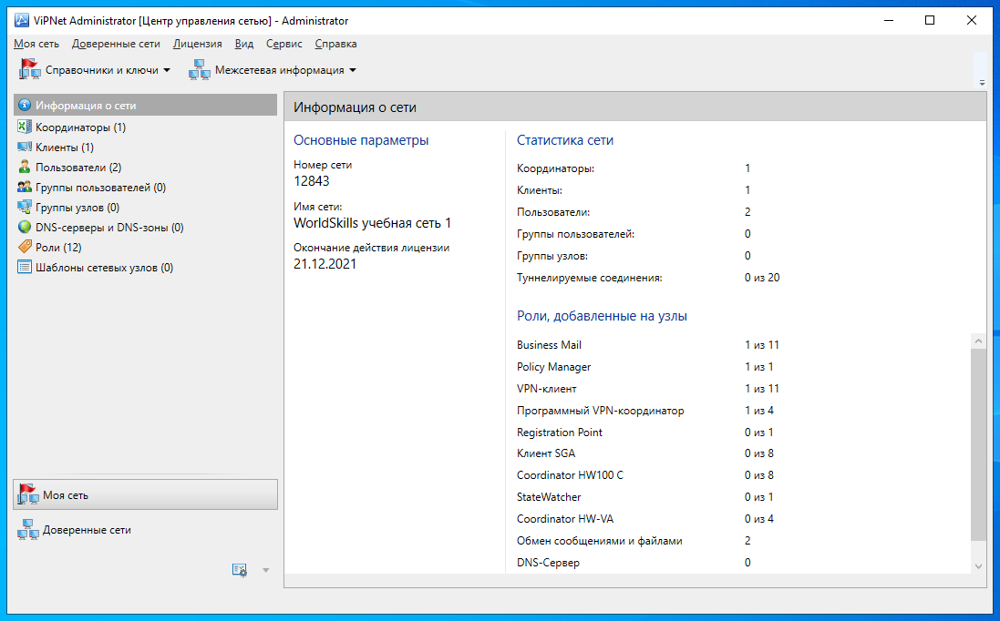 ViPNet Administrator [Центр управления сетью] - Administrator
Моя сеть Доверенные сети Лицензия Вид Сервис Справка
Справочники и ключи Межсетевая информация
Информация о сети
Координаторы (1)
Клиенты (1)
Пользователи (2)
Группы пользователей (0)
Группы узлов (0)
DNS-серверы и DNS-зоны (0)
Роли (12)
Шаблоны сетевых узлов (0)
Моя сеть
Доверенные сети
Информация о сети
Основные параметры
Номер сети
12843
Имя сети:
WorldSkills учебная сеть 1
Окончание действия лицензии
21.12.2021
Статистика сети
Координаторы: 1
Клиенты: 1
Пользователи: 2
Группы пользователей: 0
Группы узлов: 0
Туннелируемые соединения: 0 из 20
Роли, добавленные на узлы
Business Mail 1 из 11
Policy Manager 1 из 1
VPN-клиент 1 из 11
Программный VPN-координатор 1 из 4
Registration Point 0 из 1
Клиент SGA 0 из 8
Coordinator HW100 C 0 из 8
StateWatcher 0 из 1
Coordinator HW-VA 0 из 4
Обмен сообщениями и файлами 2
DNS-Сервер 0